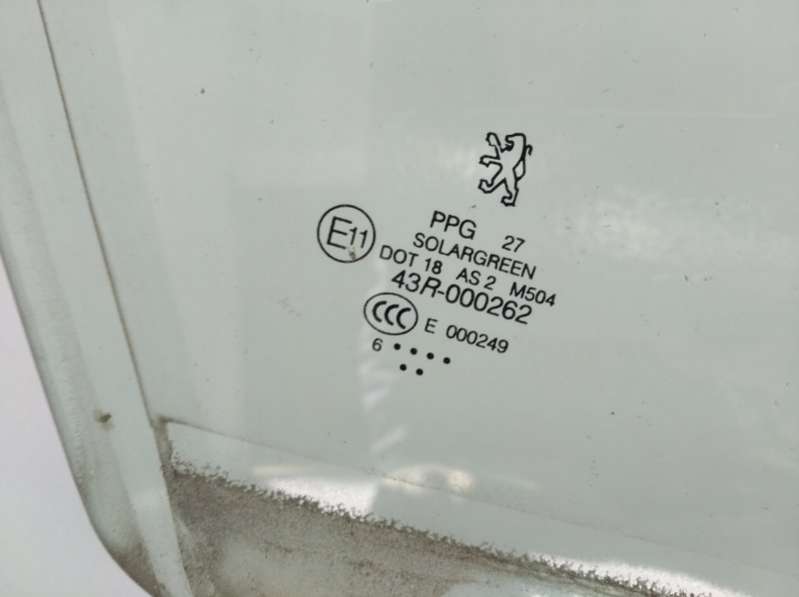 PPG 27
SOLARGREEN
E11
DOT 18 AS 2 M504
43R-000262
CCC E 000249
6